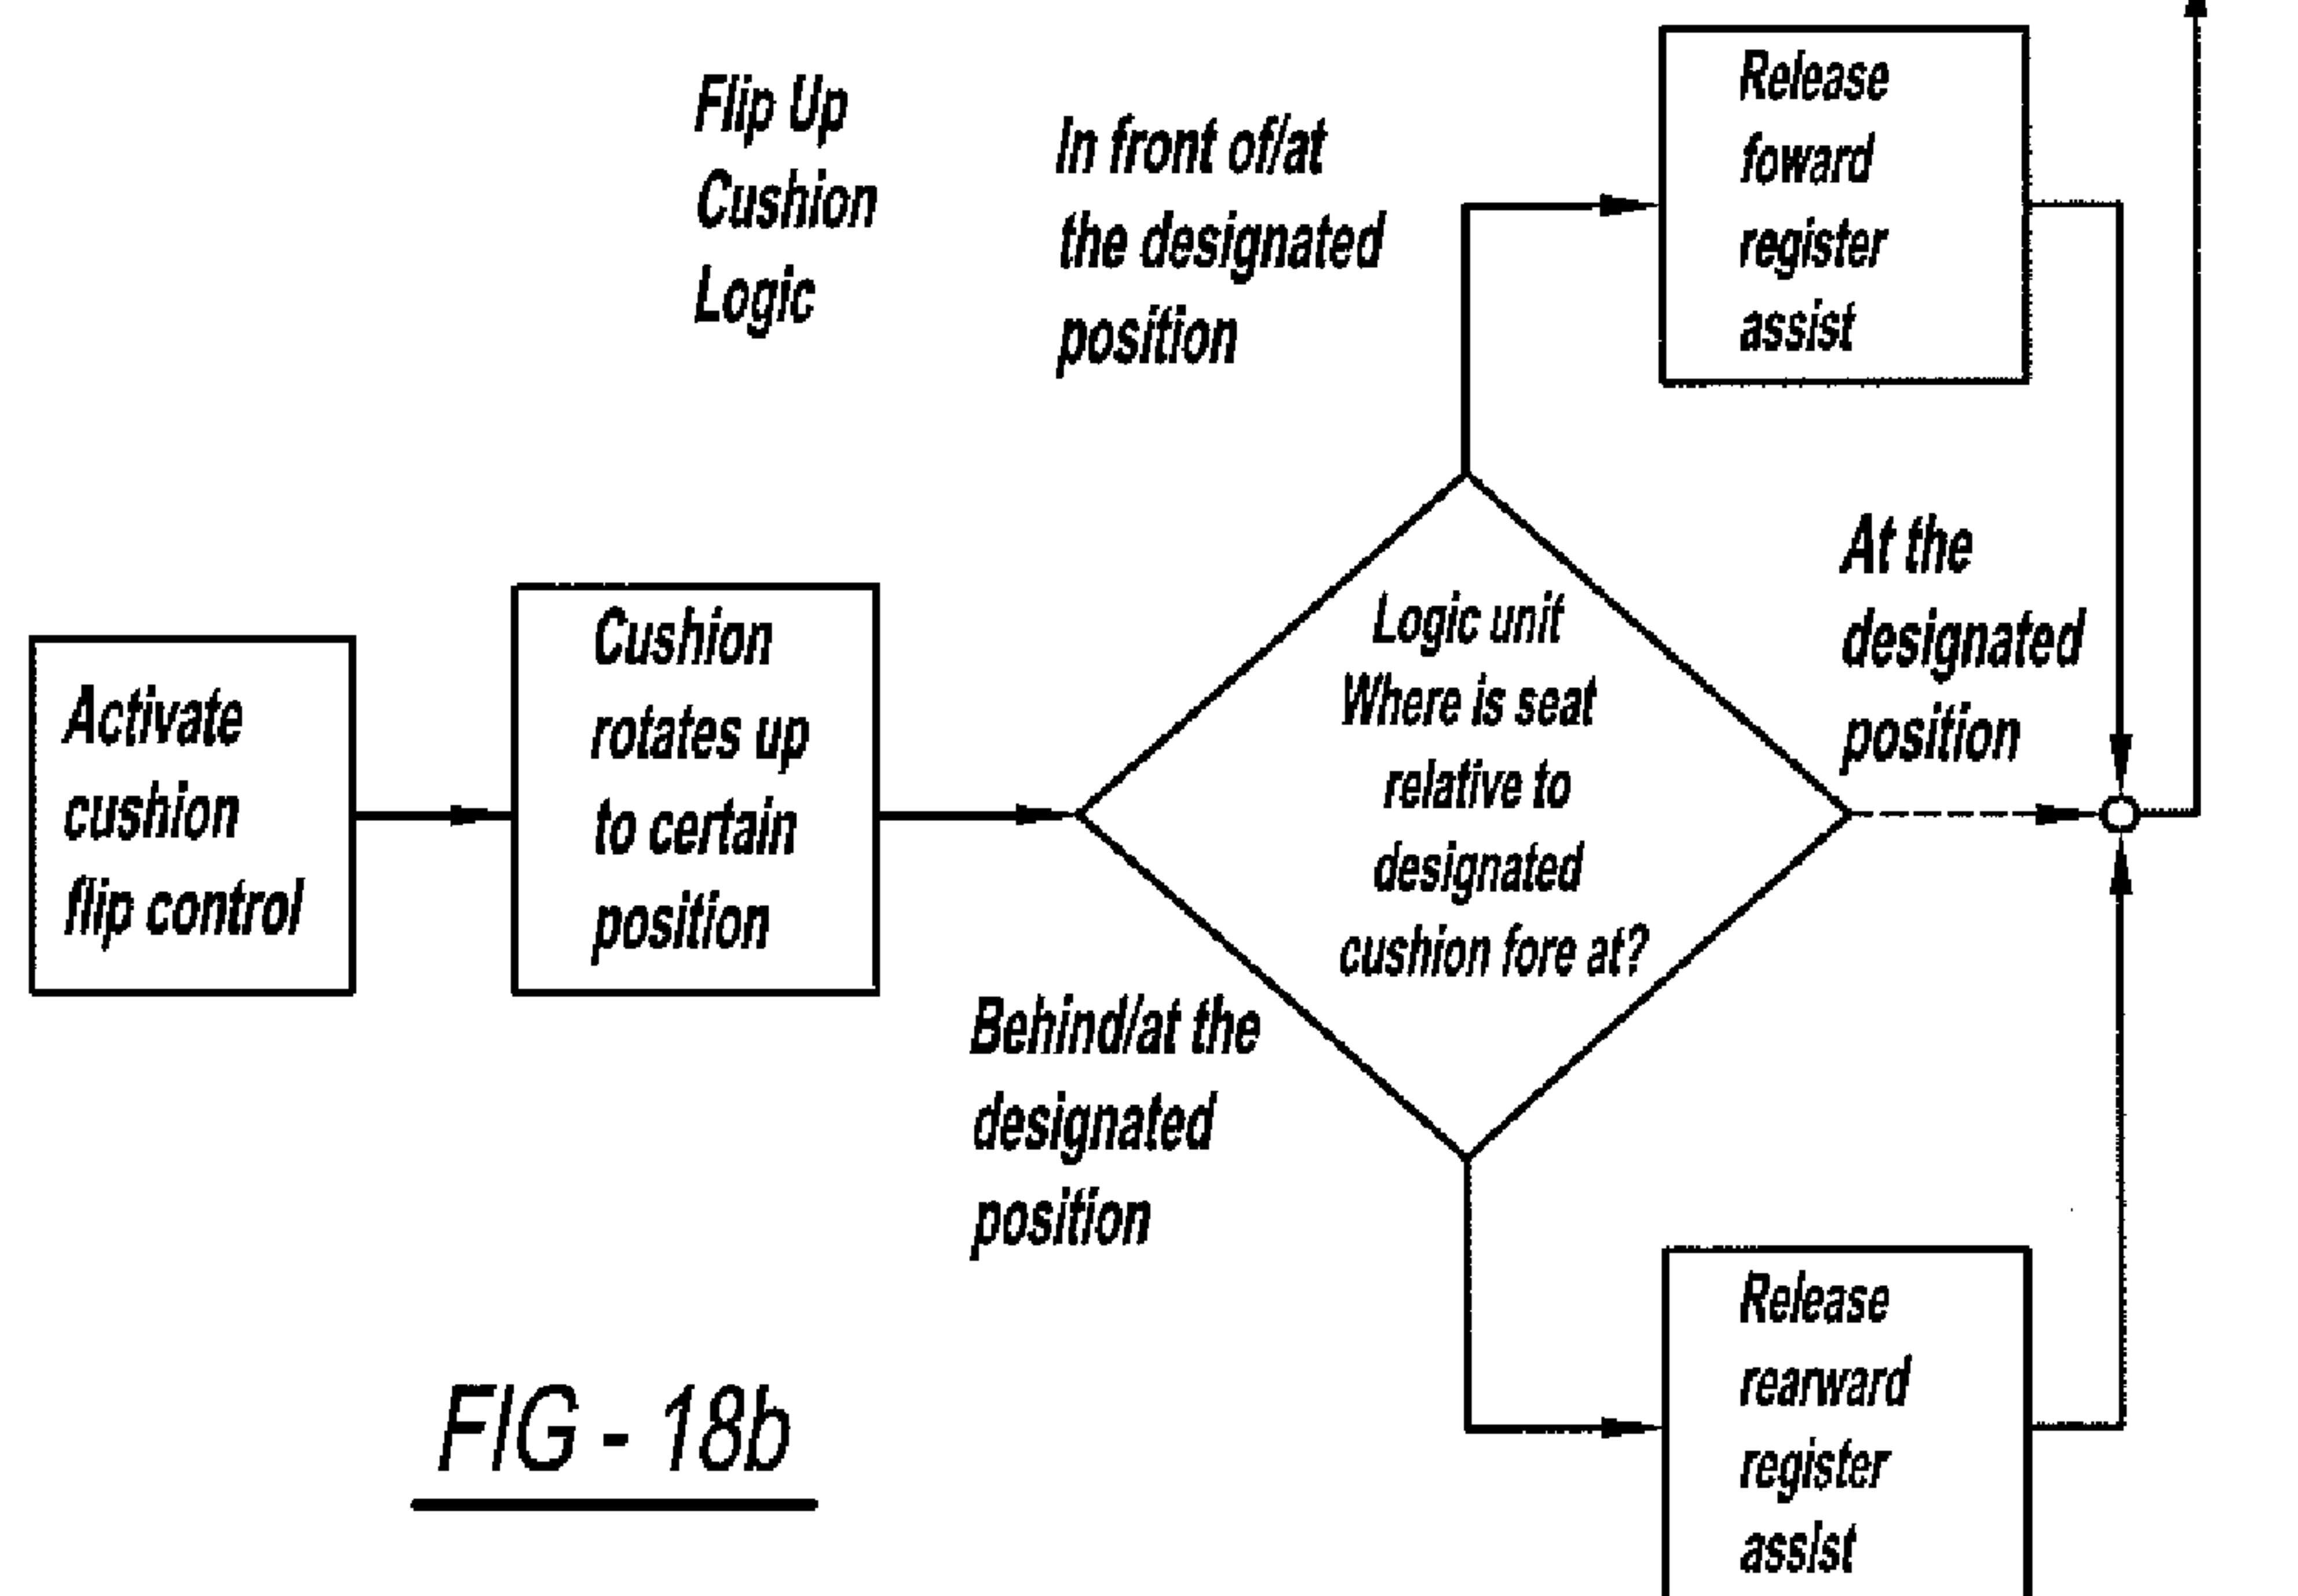 Flip Up
Cushion
Logic
In front of/at
the designated
position
Release
foward
register
assist
Activate
cushion
flip control
Cushion
rotates up
to certain
position
Logic unit
Where is seat
relative to
designated
cushion fore at?
At the
designated
position
Behind/at the
designated
position
Release
rearward
register
assist
FIG - 18b